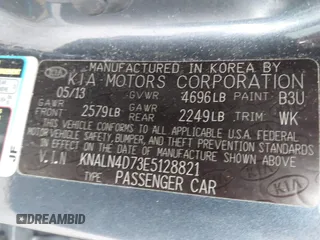 MANUFACTURED IN KOREA BY
KIA MOTORS CORPORATION
05/13 GVWR 4696LB PAINT B3U
GAWR FRONT 2579LB GAWR REAR 2249LB TRIM: WK
THIS VEHICLE CONFORMS TO ALL APPLICABLE U.S.A. FEDERAL
MOTOR VEHICLE SAFETY, BUMPER, AND THEFT PREVENTION
STANDARDS IN EFFECT ON THE DATE OF MANUFACTURE SHOWN ABOVE.
V.I.N KNALN4D73E5128821
TYPE: PASSENGER CAR
KIA
DREAMBID